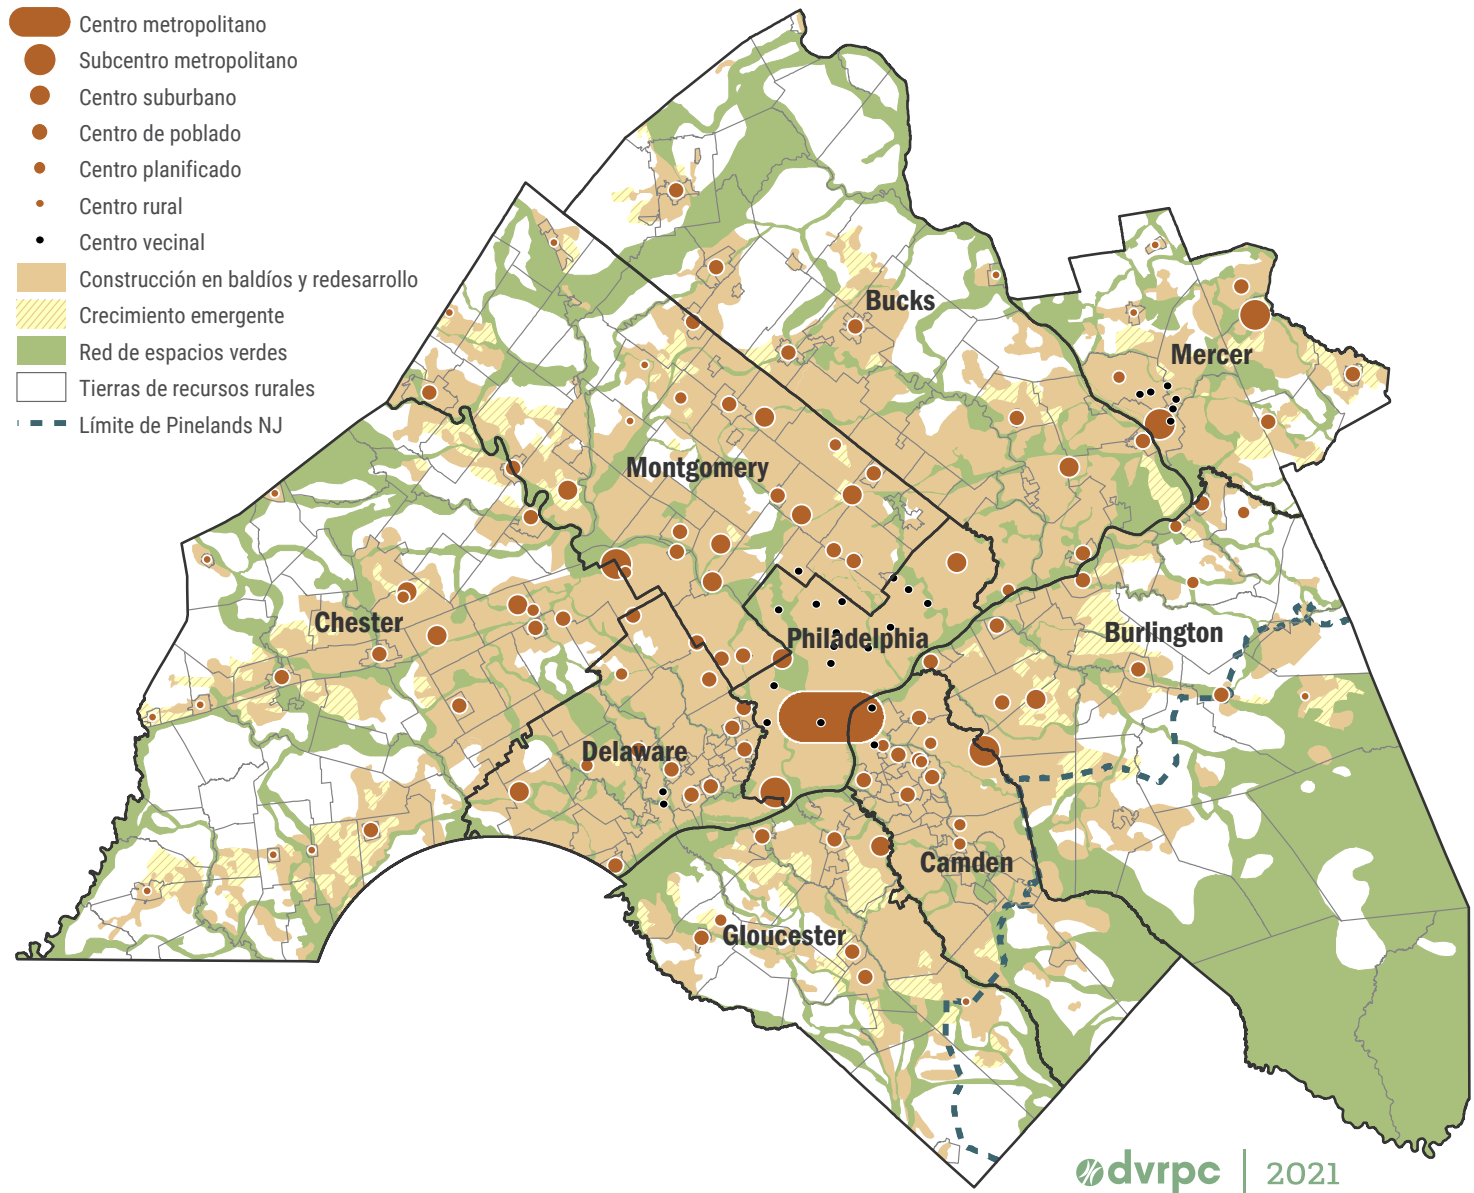 Centro metropolitano
Subcentro metropolitano
Centro suburbano
Centro de poblado
Centro planificado
Centro rural
Centro vecinal
Construcción en baldíos y redesarrollo
Crecimiento emergente
Red de espacios verdes
Tierras de recursos rurales
Límite de Pinelands NJ
Bucks
Mercer
Montgomery
Chester
Philadelphia
Burlington
Delaware
Camden
Gloucester
dvrpc | 2021